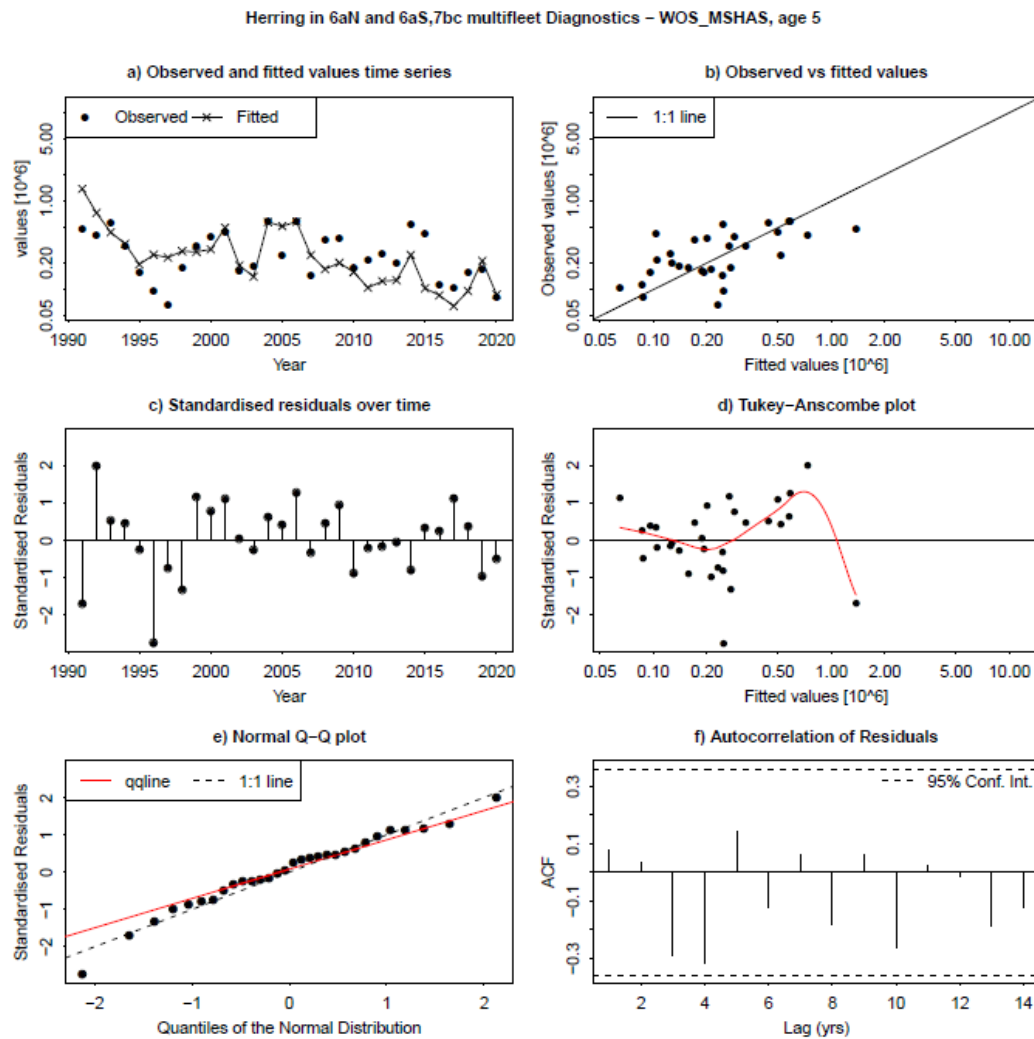 Herring in 6aN and 6aS,7bc multifleet Diagnostics − WOS_MSHAS, age 5
a) Observed and fitted values time series
Observed Fitted
values [10^6]
0.05 0.20 1.00 5.00
1990 1995 2000 2005 2010 2015 2020
Year
b) Observed vs fitted values
1:1 line
Observed values [10^6]
0.05 0.20 1.00 5.00
0.05 0.10 0.20 0.50 1.00 2.00 5.00 10.00
Fitted values [10^6]
c) Standardised residuals over time
Standardised Residuals
−2 −1 0 1 2
1990 1995 2000 2005 2010 2015 2020
Year
d) Tukey−Anscombe plot
Standardised Residuals
−2 −1 0 1 2
0.05 0.10 0.20 0.50 1.00 2.00 5.00 10.00
Fitted values [10^6]
e) Normal Q−Q plot
qqline 1:1 line
Standardised Residuals
−2 −1 0 1 2
−2 −1 0 1 2
Quantiles of the Normal Distribution
f) Autocorrelation of Residuals
95% Conf. Int.
ACF
−0.3 −0.1 0.1 0.3
2 4 6 8 10 12 14
Lag (yrs)